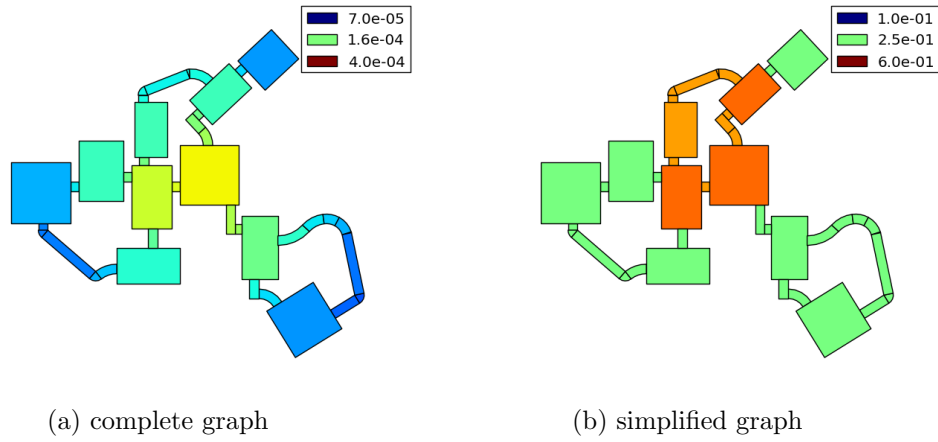 7.0e-05
1.6e-04
4.0e-04
1.0e-01
2.5e-01
6.0e-01
(a) complete graph
(b) simplified graph